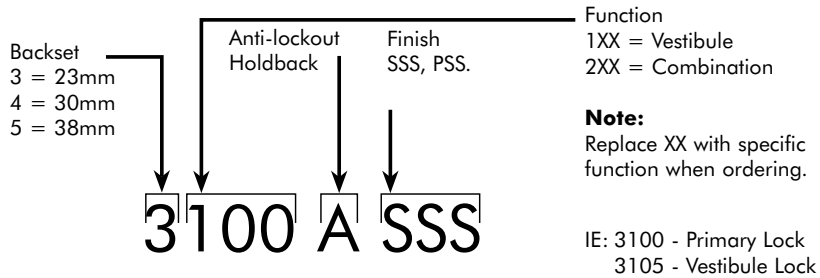 Backset
3 = 23mm
4 = 30mm
5 = 38mm
Anti-lockout
Holdback
Finish
SSS, PSS.
Function
1XX = Vestibule
2XX = Combination
Note:
Replace XX with specific
function when ordering.
3100 A SSS
IE: 3100 - Primary Lock
3105 - Vestibule Lock